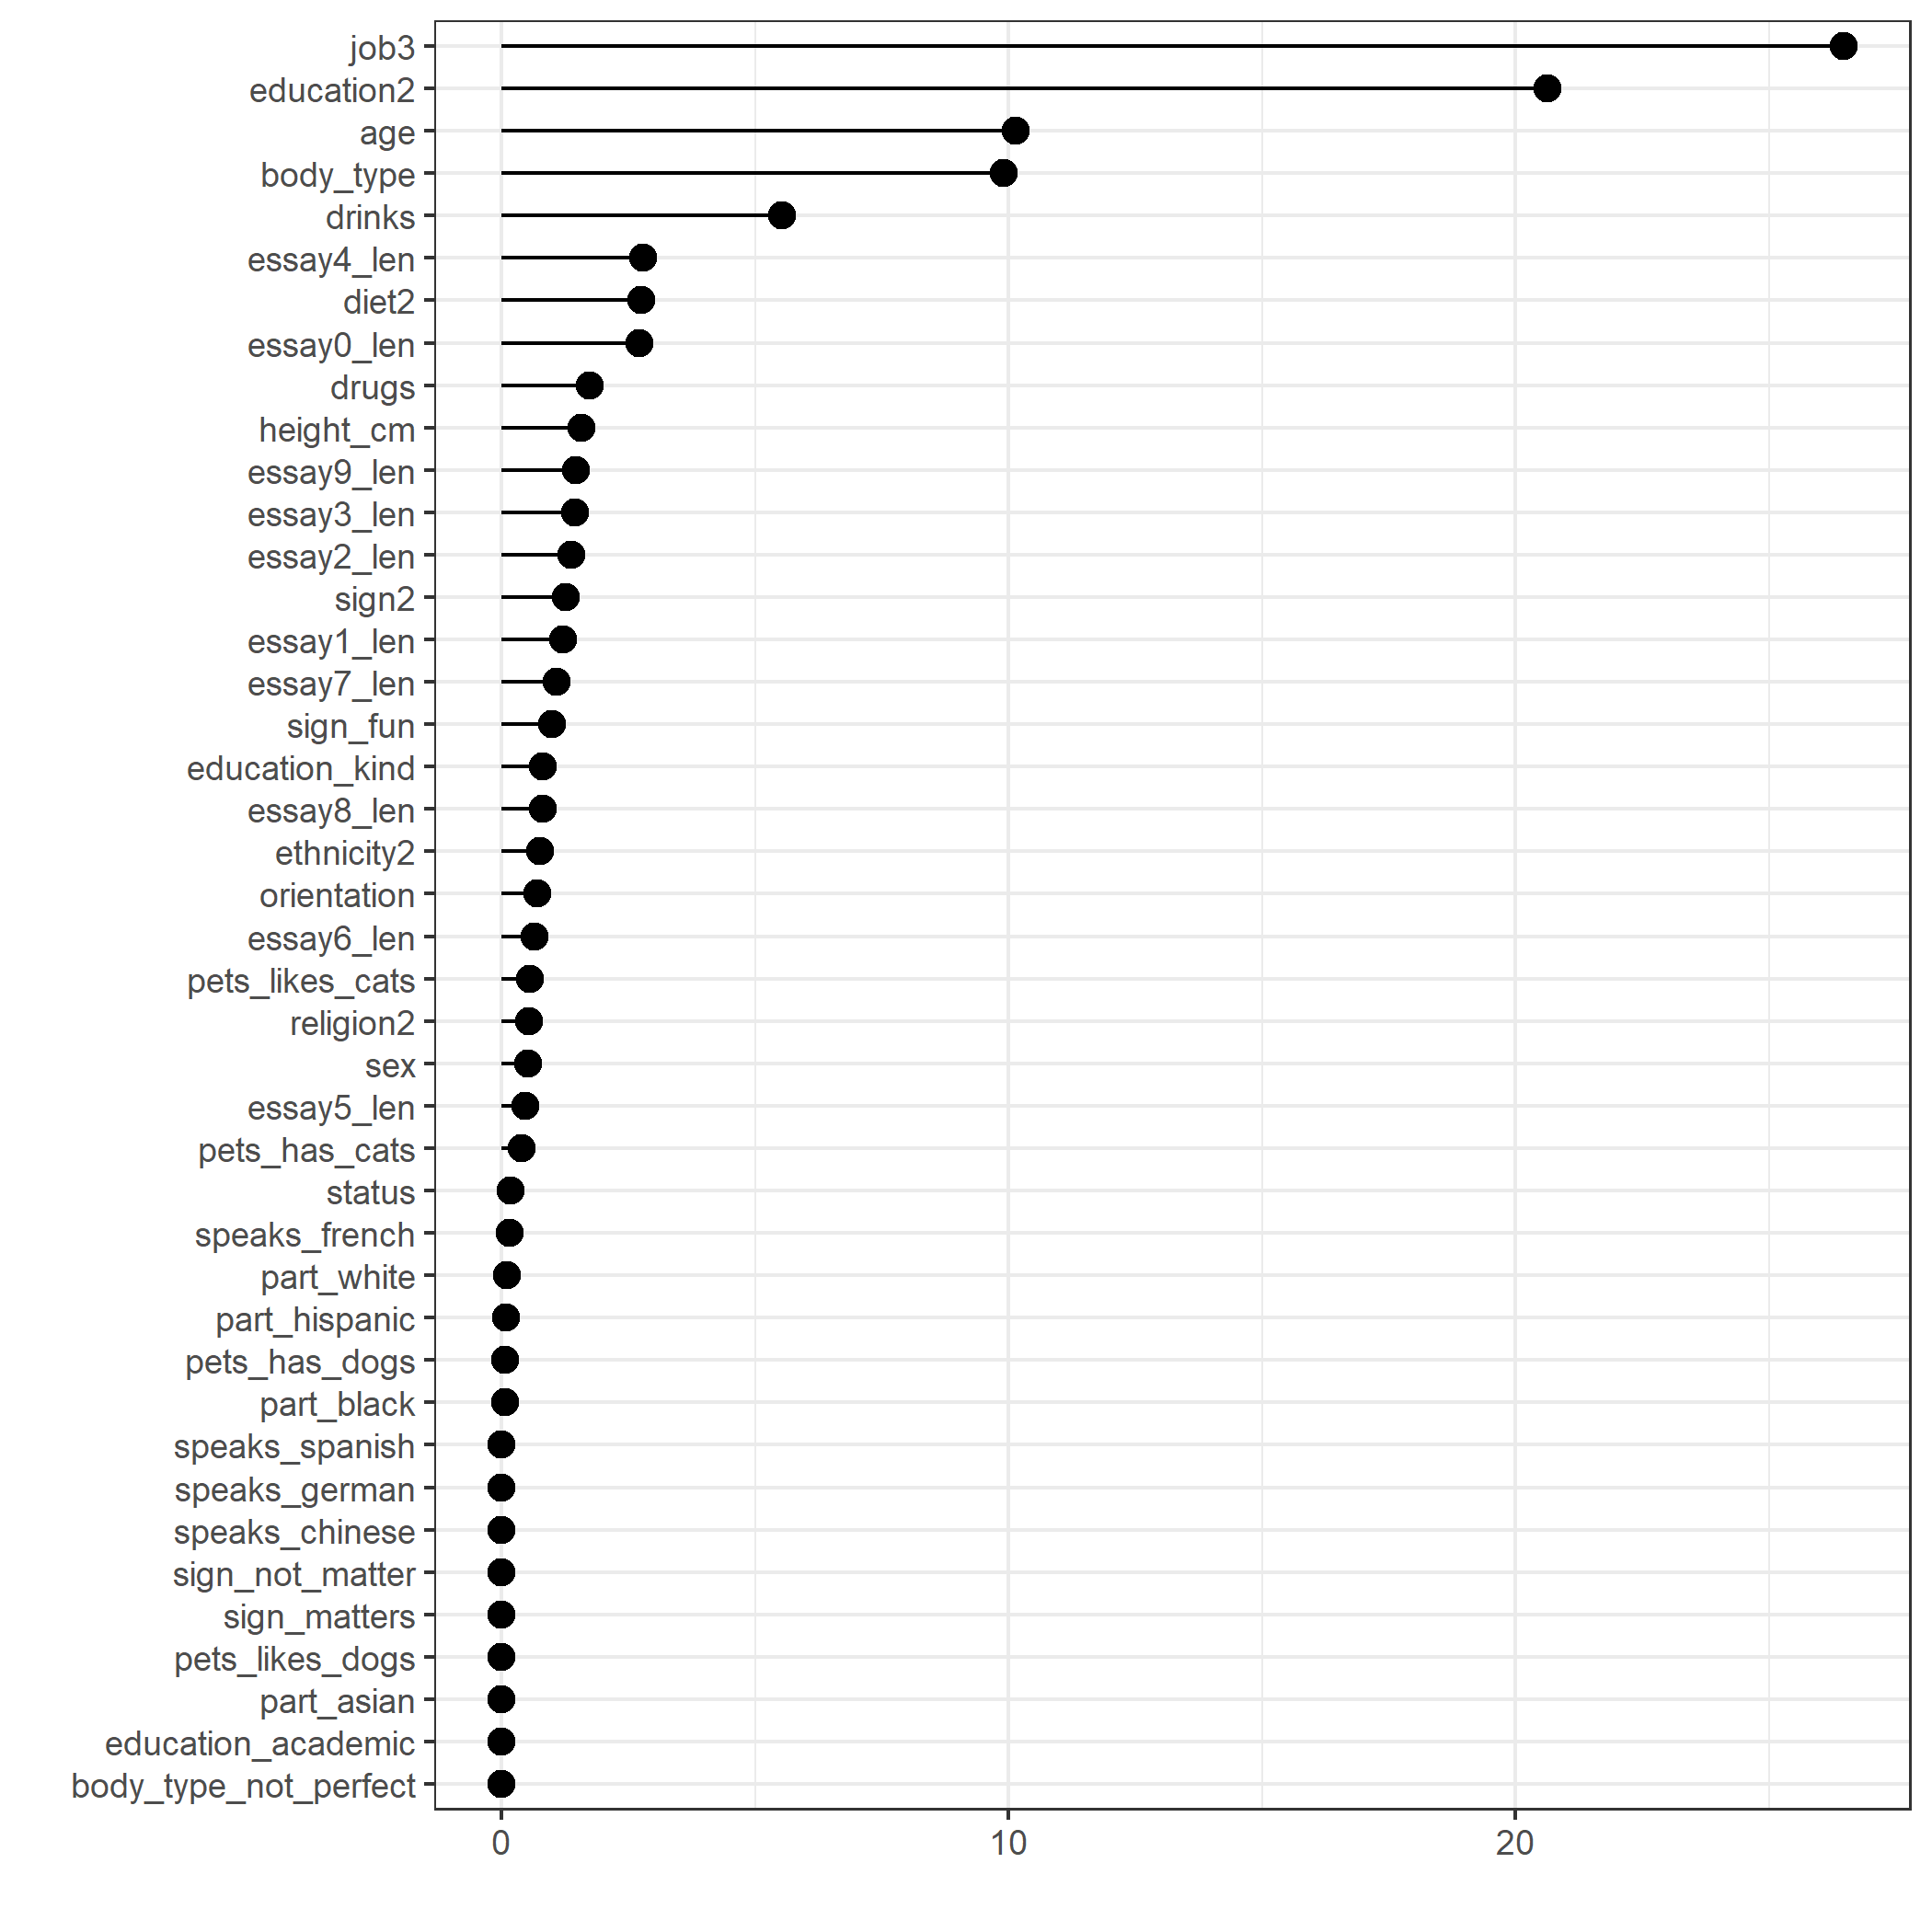 job3
education2
age
body_type
drinks
essay4_len
diet2
essay0_len
drugs
height_cm
essay9_len
essay3_len
essay2_len
sign2
essay1_len
essay7_len
sign_fun
education_kind
essay8_len
ethnicity2
orientation
essay6_len
pets_likes_cats
religion2
sex
essay5_len
pets_has_cats
status
speaks_french
part_white
part_hispanic
pets_has_dogs
part_black
speaks_spanish
speaks_german
speaks_chinese
sign_not_matter
sign_matters
pets_likes_dogs
part_asian
education_academic
body_type_not_perfect
0 10 20